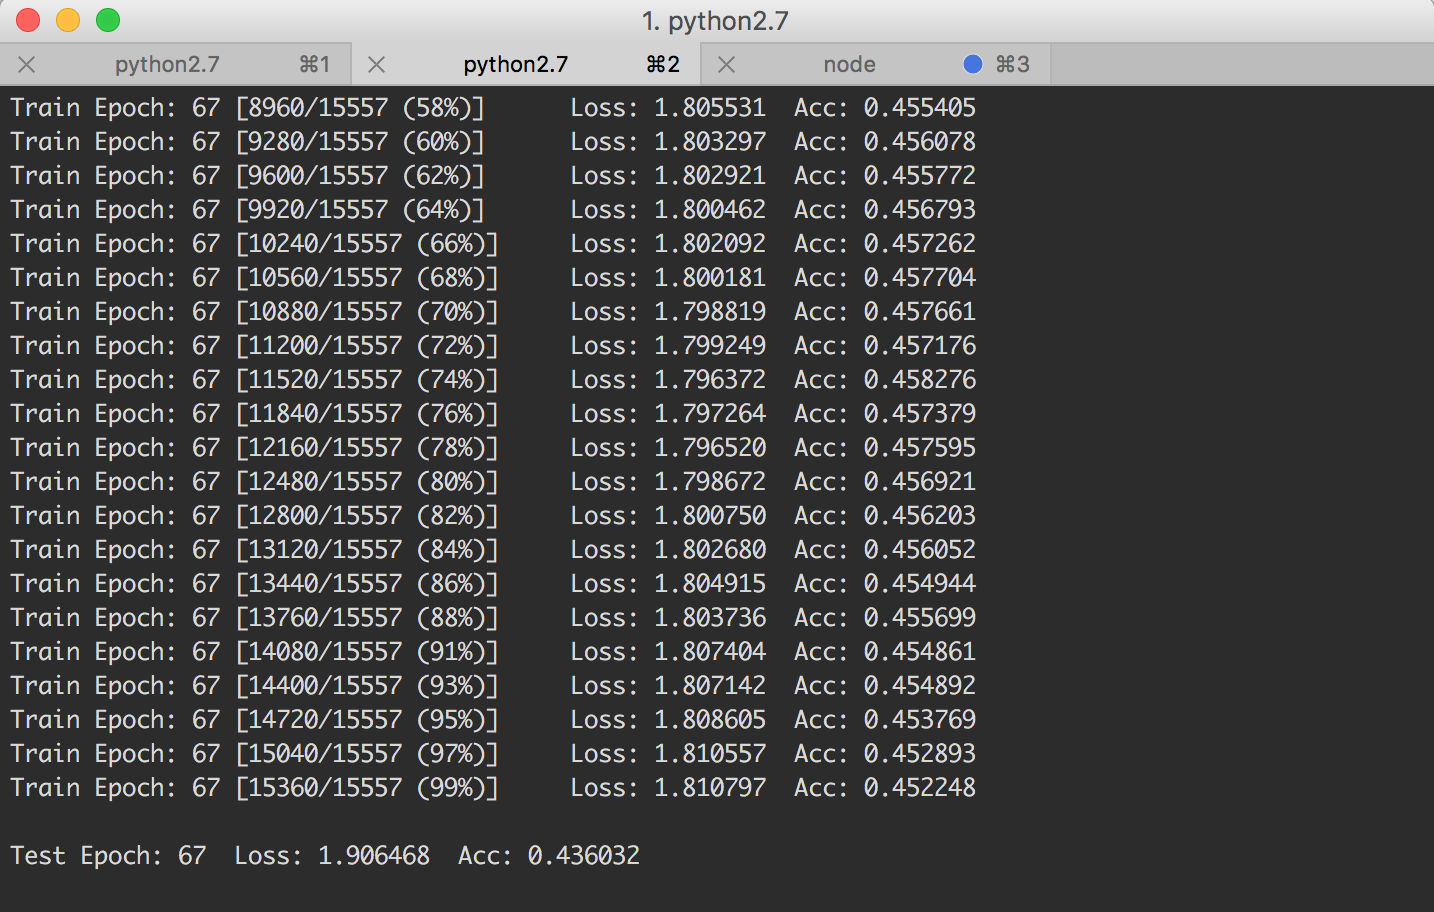 1. python2.7
python2.7 ⌘1 python2.7 ⌘2 node ⌘3
Train Epoch: 67 [8960/15557 (58%)] Loss: 1.805531 Acc: 0.455405
Train Epoch: 67 [9280/15557 (60%)] Loss: 1.803297 Acc: 0.456078
Train Epoch: 67 [9600/15557 (62%)] Loss: 1.802921 Acc: 0.455772
Train Epoch: 67 [9920/15557 (64%)] Loss: 1.800462 Acc: 0.456793
Train Epoch: 67 [10240/15557 (66%)] Loss: 1.802092 Acc: 0.457262
Train Epoch: 67 [10560/15557 (68%)] Loss: 1.800181 Acc: 0.457704
Train Epoch: 67 [10880/15557 (70%)] Loss: 1.798819 Acc: 0.457661
Train Epoch: 67 [11200/15557 (72%)] Loss: 1.799249 Acc: 0.457176
Train Epoch: 67 [11520/15557 (74%)] Loss: 1.796372 Acc: 0.458276
Train Epoch: 67 [11840/15557 (76%)] Loss: 1.797264 Acc: 0.457379
Train Epoch: 67 [12160/15557 (78%)] Loss: 1.796520 Acc: 0.457595
Train Epoch: 67 [12480/15557 (80%)] Loss: 1.798672 Acc: 0.456921
Train Epoch: 67 [12800/15557 (82%)] Loss: 1.800750 Acc: 0.456203
Train Epoch: 67 [13120/15557 (84%)] Loss: 1.802680 Acc: 0.456052
Train Epoch: 67 [13440/15557 (86%)] Loss: 1.804915 Acc: 0.454944
Train Epoch: 67 [13760/15557 (88%)] Loss: 1.803736 Acc: 0.455699
Train Epoch: 67 [14080/15557 (91%)] Loss: 1.807404 Acc: 0.454861
Train Epoch: 67 [14400/15557 (93%)] Loss: 1.807142 Acc: 0.454892
Train Epoch: 67 [14720/15557 (95%)] Loss: 1.808605 Acc: 0.453769
Train Epoch: 67 [15040/15557 (97%)] Loss: 1.810557 Acc: 0.452893
Train Epoch: 67 [15360/15557 (99%)] Loss: 1.810797 Acc: 0.452248
Test Epoch: 67 Loss: 1.906468 Acc: 0.436032